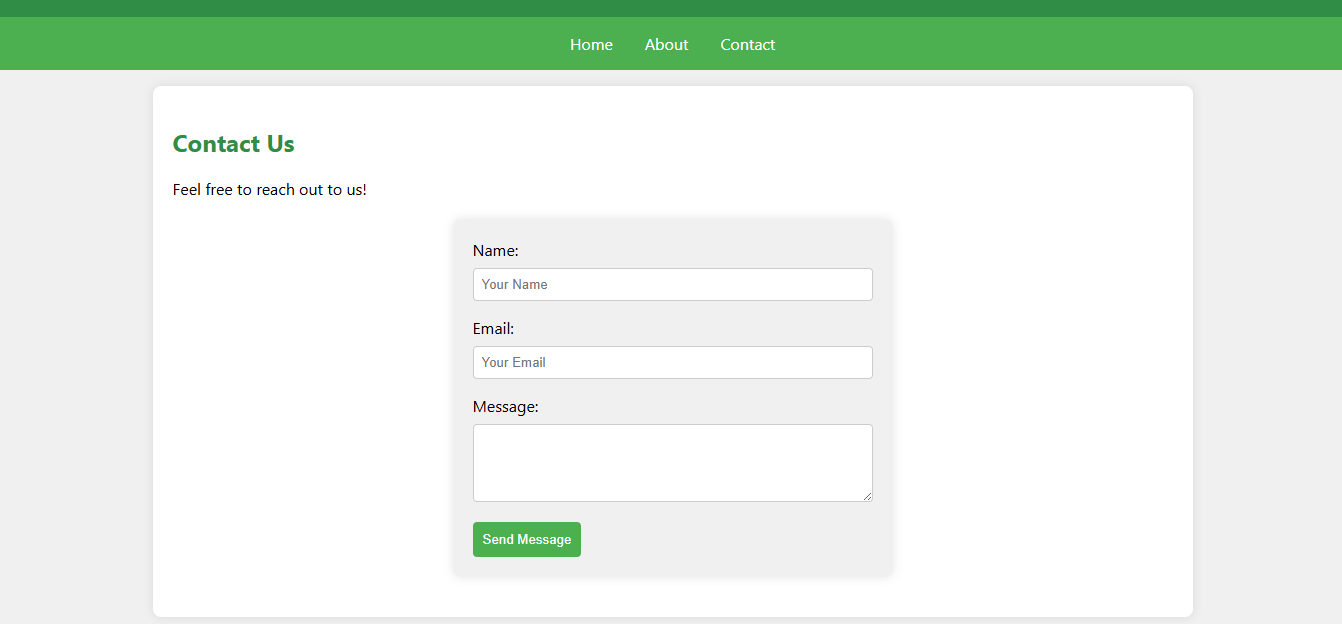 Home About Contact
Contact Us
Feel free to reach out to us!
Name:
Your Name
Email:
Your Email
Message:
Send Message